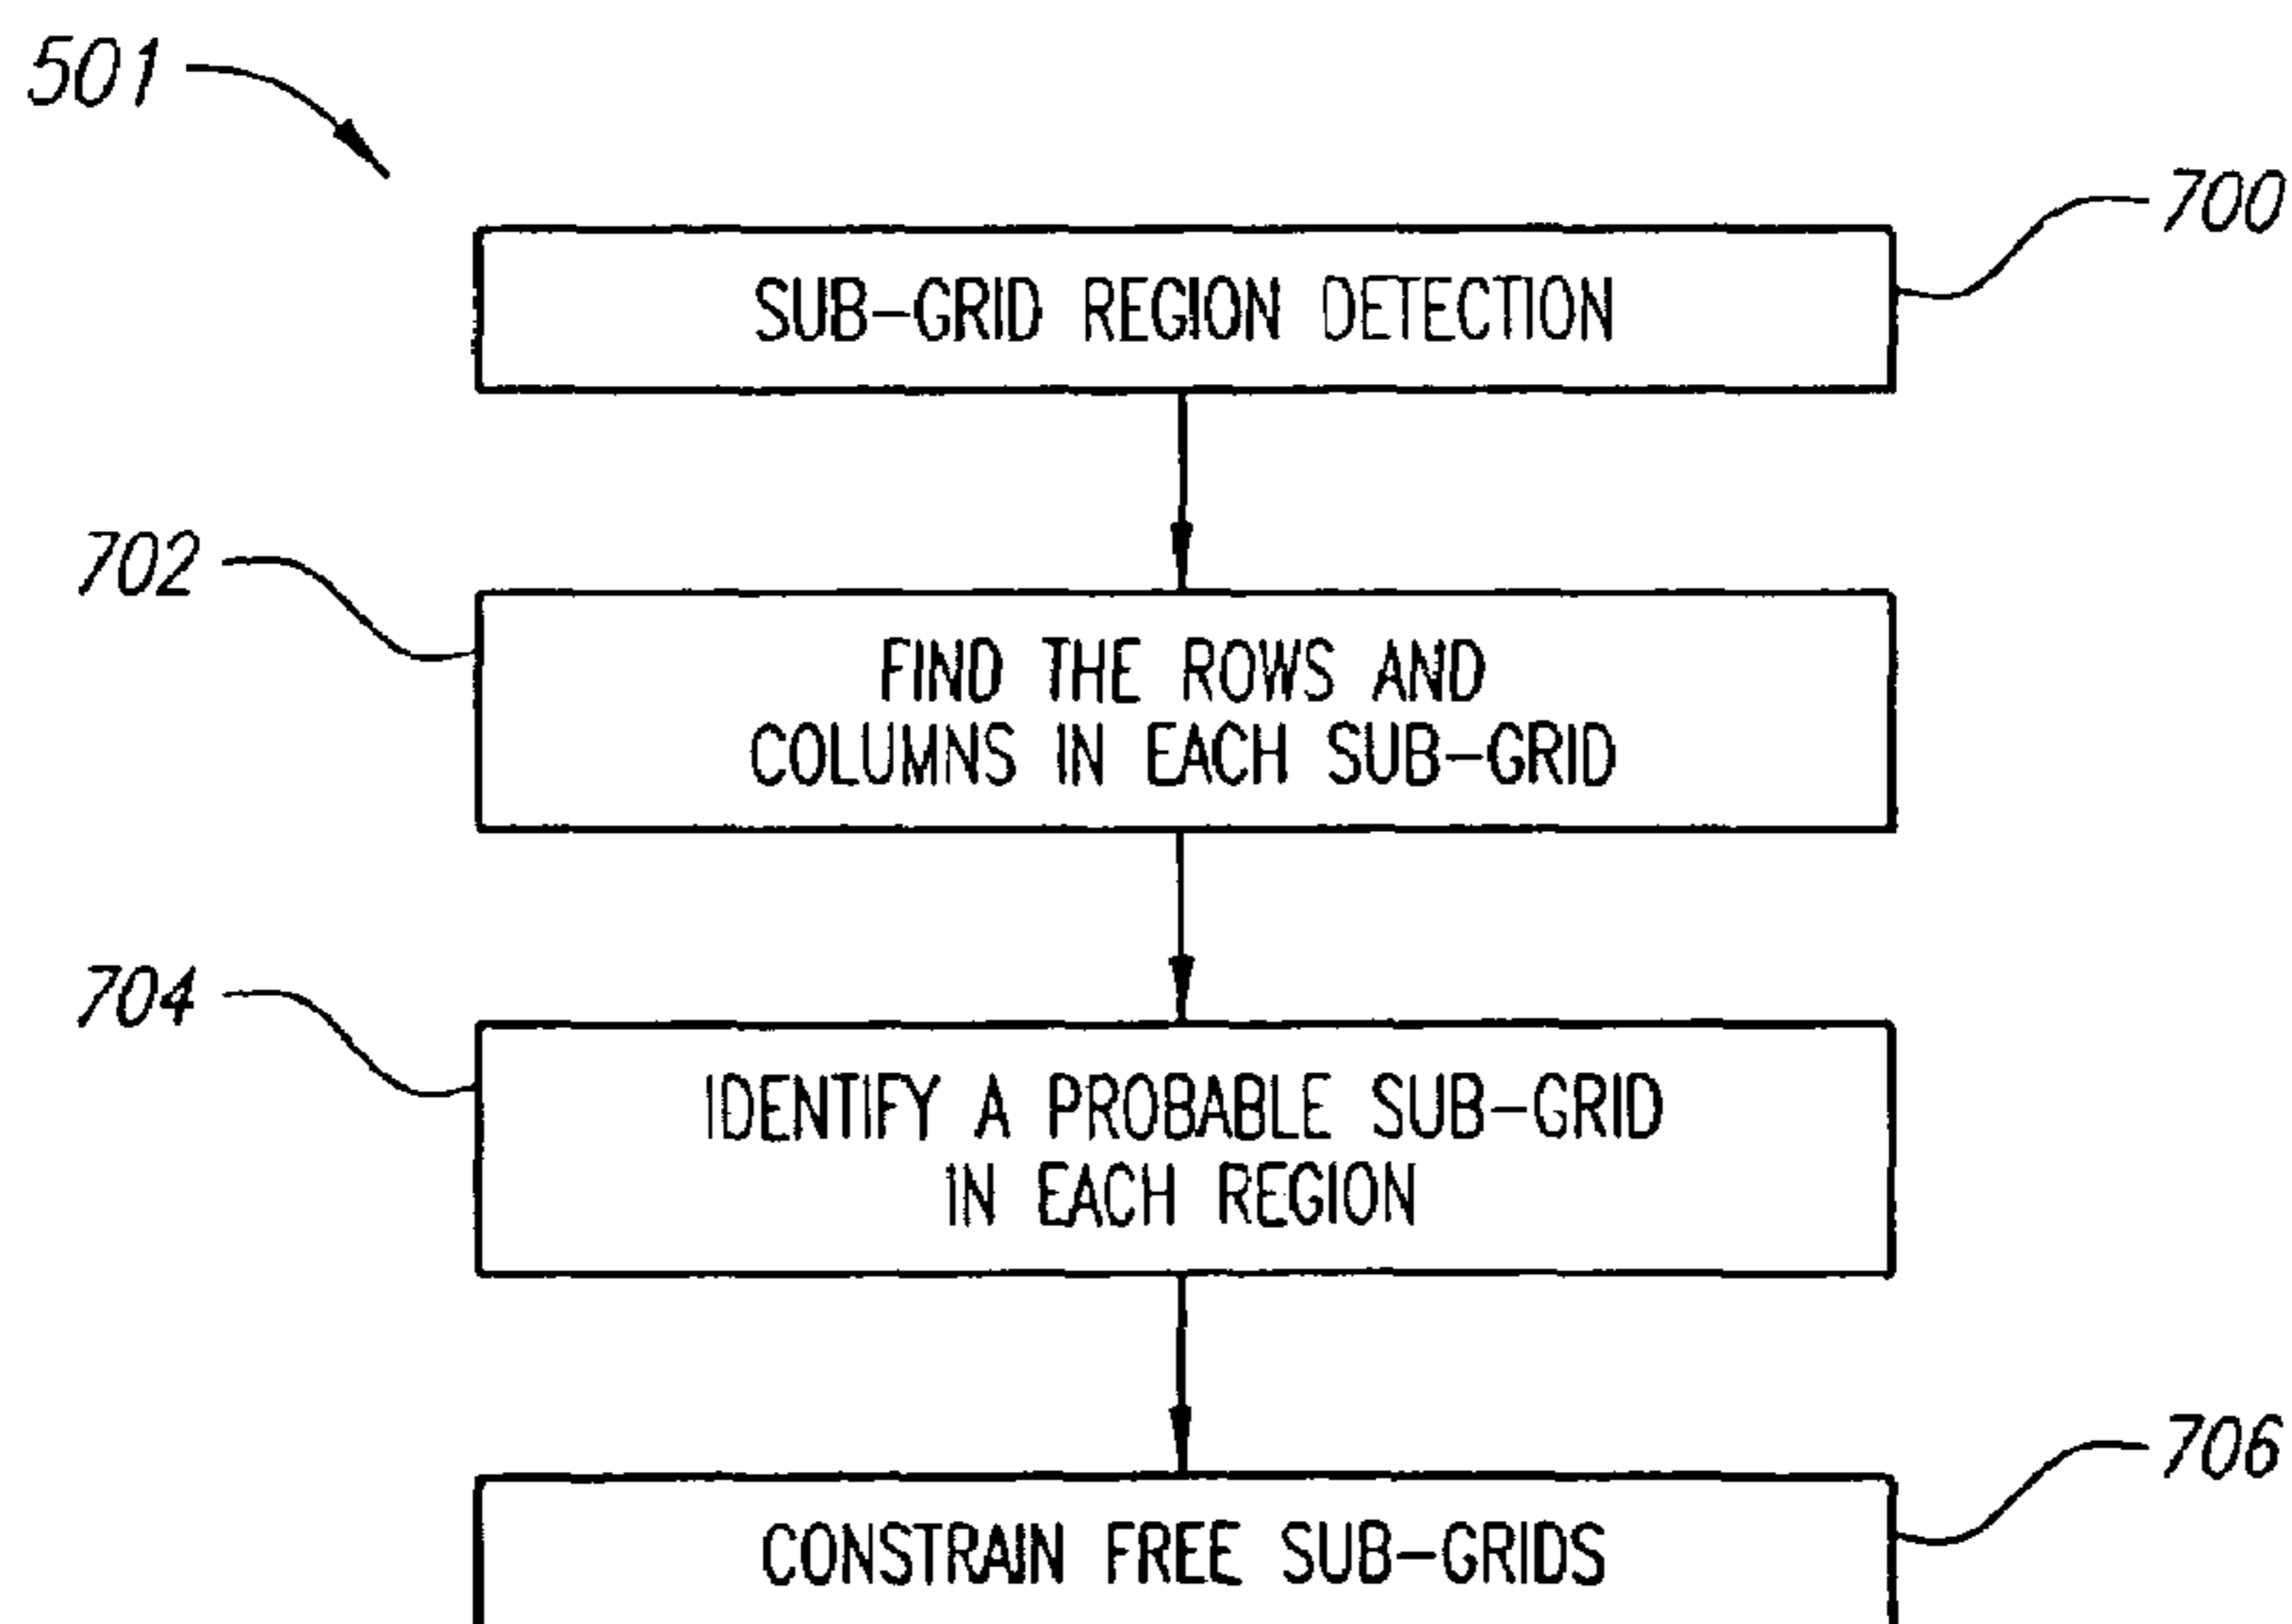 501
700
SUB-GRID REGION DETECTION
702
FIND THE ROWS AND
COLUMNS IN EACH SUB-GRID
704
IDENTIFY A PROBABLE SUB-GRID
IN EACH REGION
706
CONSTRAIN FREE SUB-GRIDS